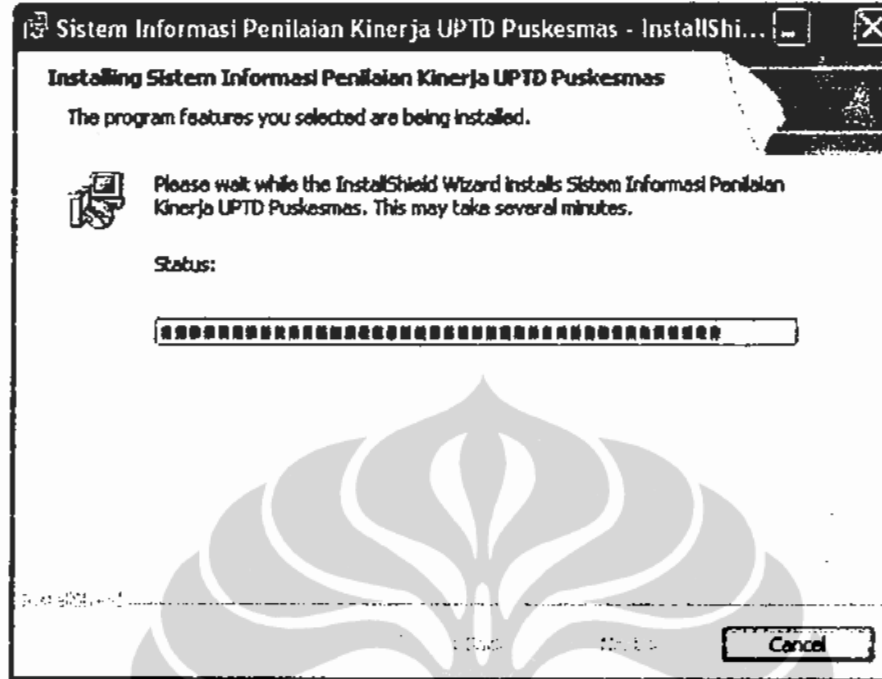 Sistem Informasi Penilaian Kinerja UPTD Puskesmas - InstallShi...
Installing Sistem Informasi Penilaian Kinerja UPTD Puskesmas
The program features you selected are being installed.
Please wait while the InstallShield Wizard installs Sistem Informasi Penilaian
Kinerja UPTD Puskesmas. This may take several minutes.
Status:
Cancel